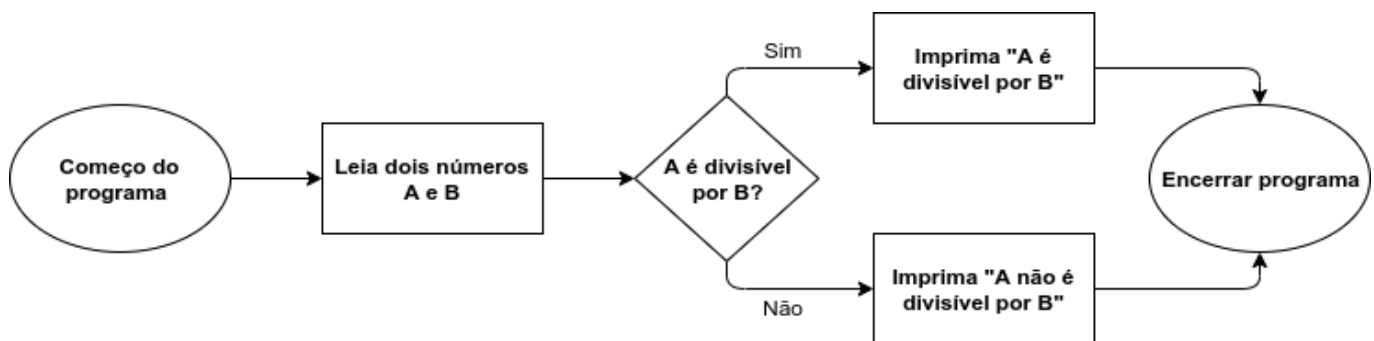 Começo do
programa
Leia dois números
A e B
A é divisível
por B?
Sim
Imprima "A é
divisível por B"
Não
Imprima "A não é
divisível por B"
Encerrar programa